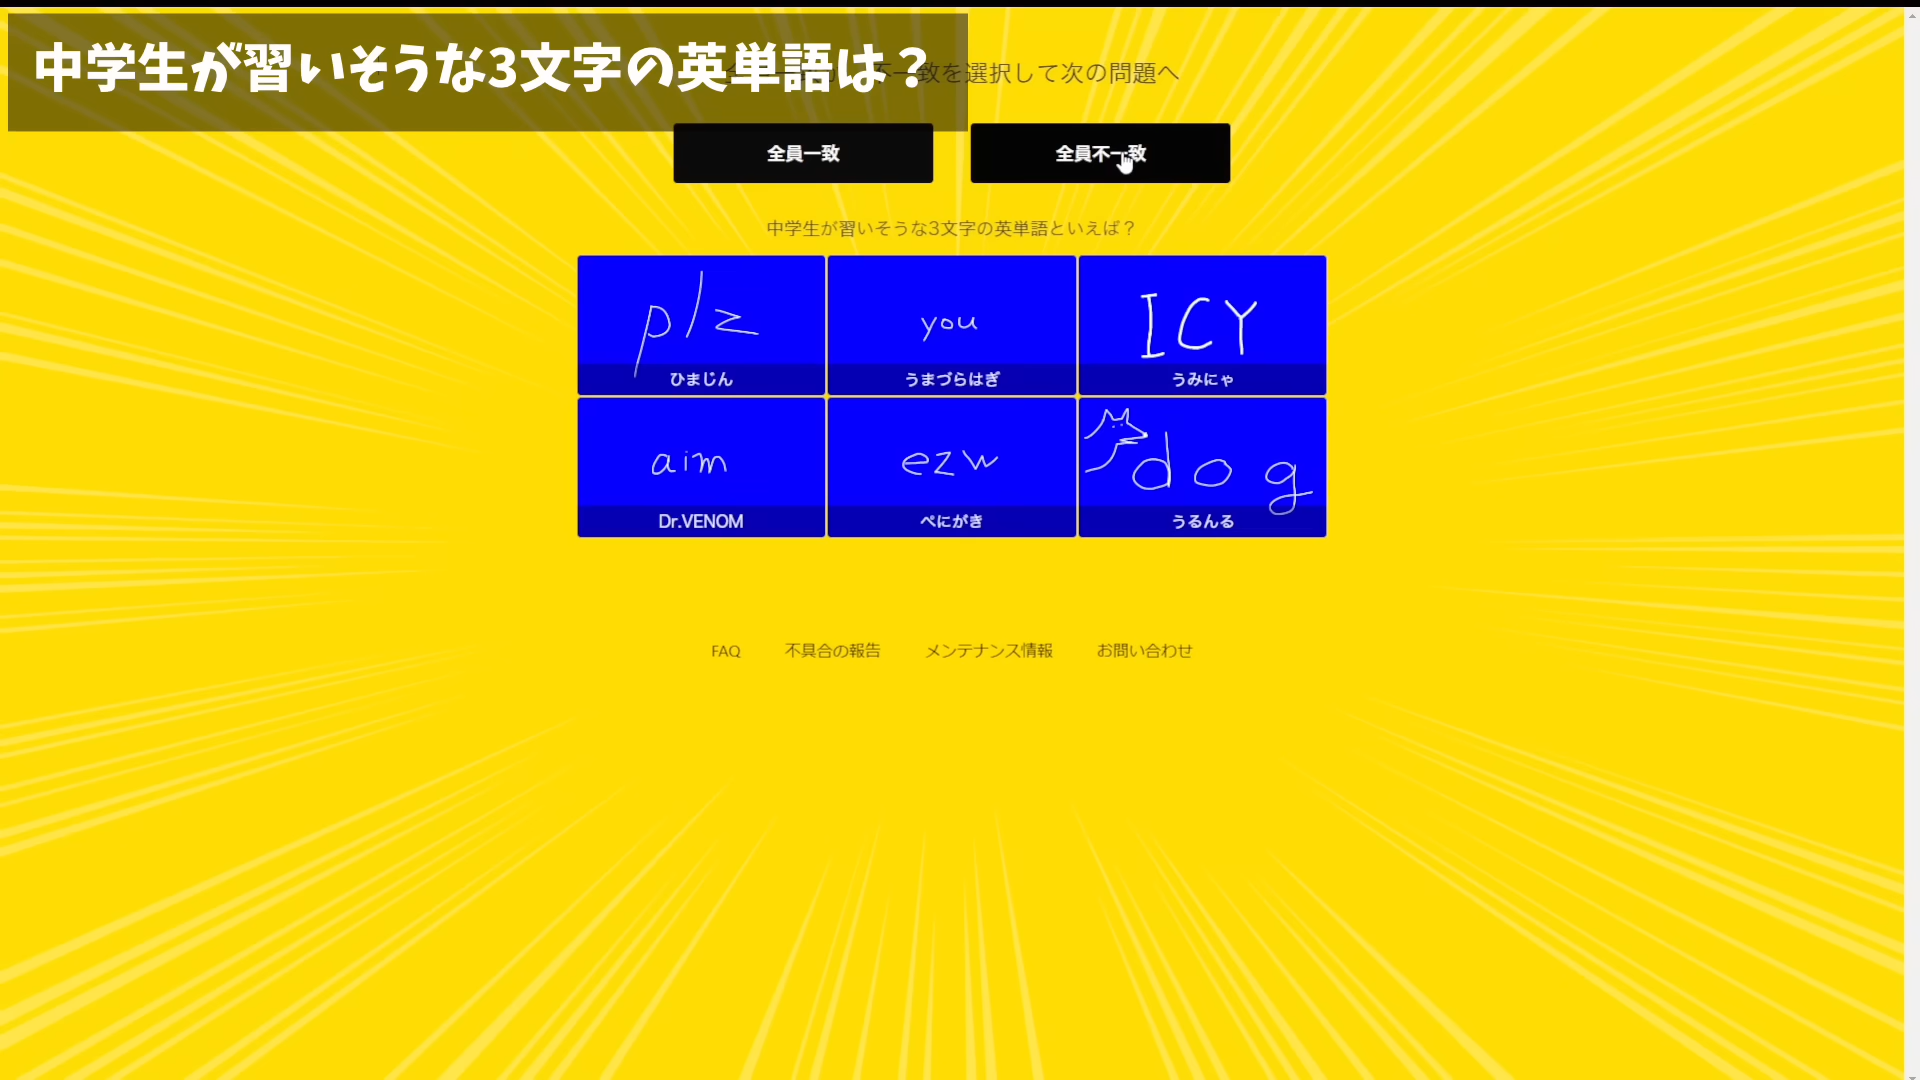 中学生が習いそうな3文字の英単語は？
不一致を選択して次の問題へ
全員一致
全員不一致
中学生が習いそうな3文字の英単語といえば？
plz
you
ICY
ひまじん
うまづらはぎ
うみにゃ
aim
ezw
dog
Dr.VENOM
ぺにがき
うるんる
FAQ
不具合の報告
メンテナンス情報
お問い合わせ